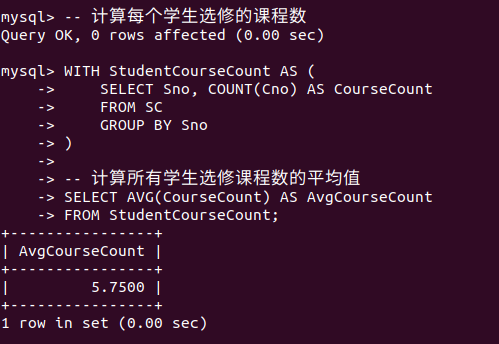 mysql> -- 计算每个学生选修的课程数
Query OK, 0 rows affected (0.00 sec)
mysql> WITH StudentCourseCount AS (
    ->     SELECT Sno, COUNT(Cno) AS CourseCount
    ->     FROM SC
    ->     GROUP BY Sno
    -> )
    ->
    -> -- 计算所有学生选修课程数的平均值
    -> SELECT AVG(CourseCount) AS AvgCourseCount
    -> FROM StudentCourseCount;
+----------------+
| AvgCourseCount |
+----------------+
|         5.7500 |
+----------------+
1 row in set (0.00 sec)